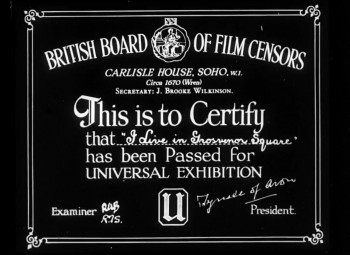 BRITISH BOARD OF FILM CENSORS
CARLISLE HOUSE, SOHO, W.1.
Circa 1670 (Wren)
SECRETARY: J. BROOKE WILKINSON.
This is to Certify
that "I Live in Grosvenor Square"
has been Passed for
UNIVERSAL EXHIBITION
U
Tyrrell of Avon
Examiner
President.